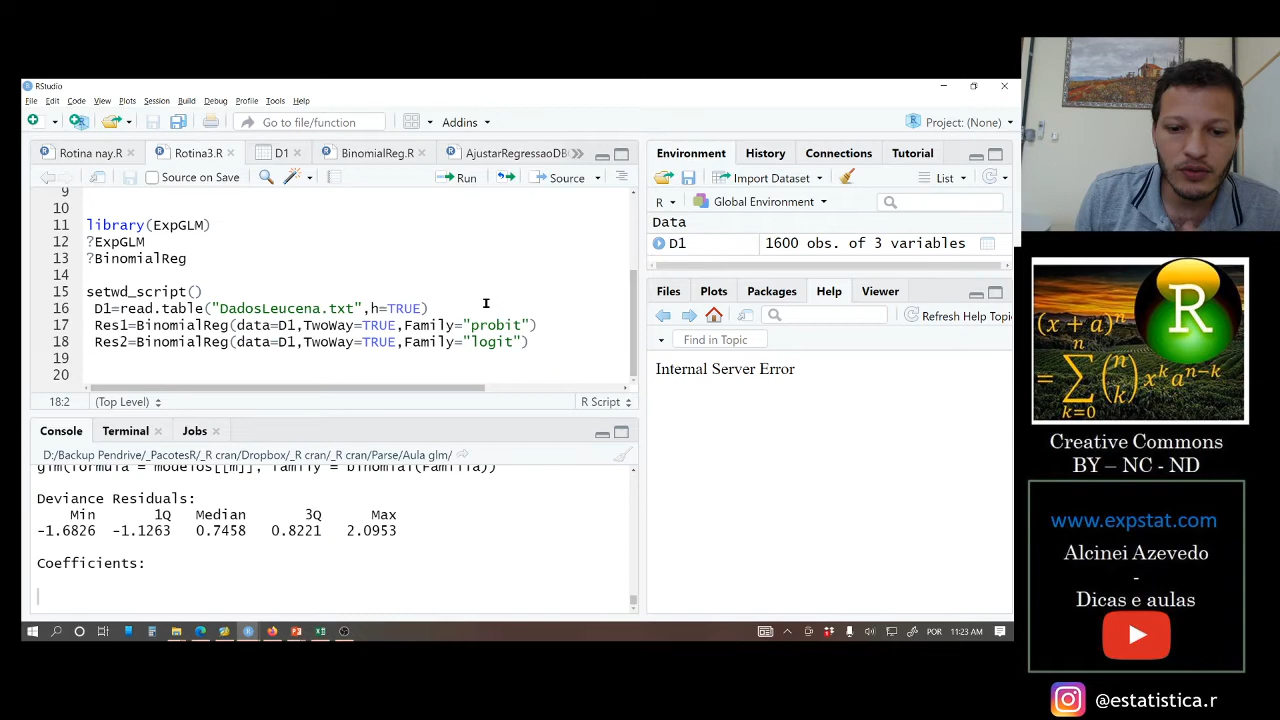 RStudio
File Edit Code View Plots Session Build Debug Profile Tools Help
Go to file/function
Addins
Project: (None)
Rotina nay.R
Rotina3.R
D1
BinomialReg.R
AjustarRegressaoDB
Source on Save
Run
Source
9
10
11 library(ExpGLM)
12 ?ExpGLM
13 ?BinomialReg
14
15 setwd_script()
16 D1=read.table("DadosLeucena.txt",h=TRUE)
17 Res1=BinomialReg(data=D1,TwoWay=TRUE,Family="probit")
18 Res2=BinomialReg(data=D1,TwoWay=TRUE,Family="logit")
19
20
18:2 (Top Level) R Script
Console Terminal Jobs
D:/Backup Pendrive/_PacotesR/_R cran/Dropbox/_R cran/_R cran/Parse/Aula glm/
glm(formula = modelos[[m]], family = binomial(Familia))
Deviance Residuals:
Min 1Q Median 3Q Max
-1.6826 -1.1263 0.7458 0.8221 2.0953
Coefficients:
Environment History Connections Tutorial
Import Dataset
List
R Global Environment
Data
D1 1600 obs. of 3 variables
Files Plots Packages Help Viewer
Refresh Help Topic
Find in Topic
Internal Server Error
POR 11:23 AM
(x + a)^n
= ∑ n k=0 (n k) x^k a^n−k
R
Creative Commons
BY – NC - ND
www.expstat.com
Alcinei Azevedo
-
Dicas e aulas
@estatistica.r